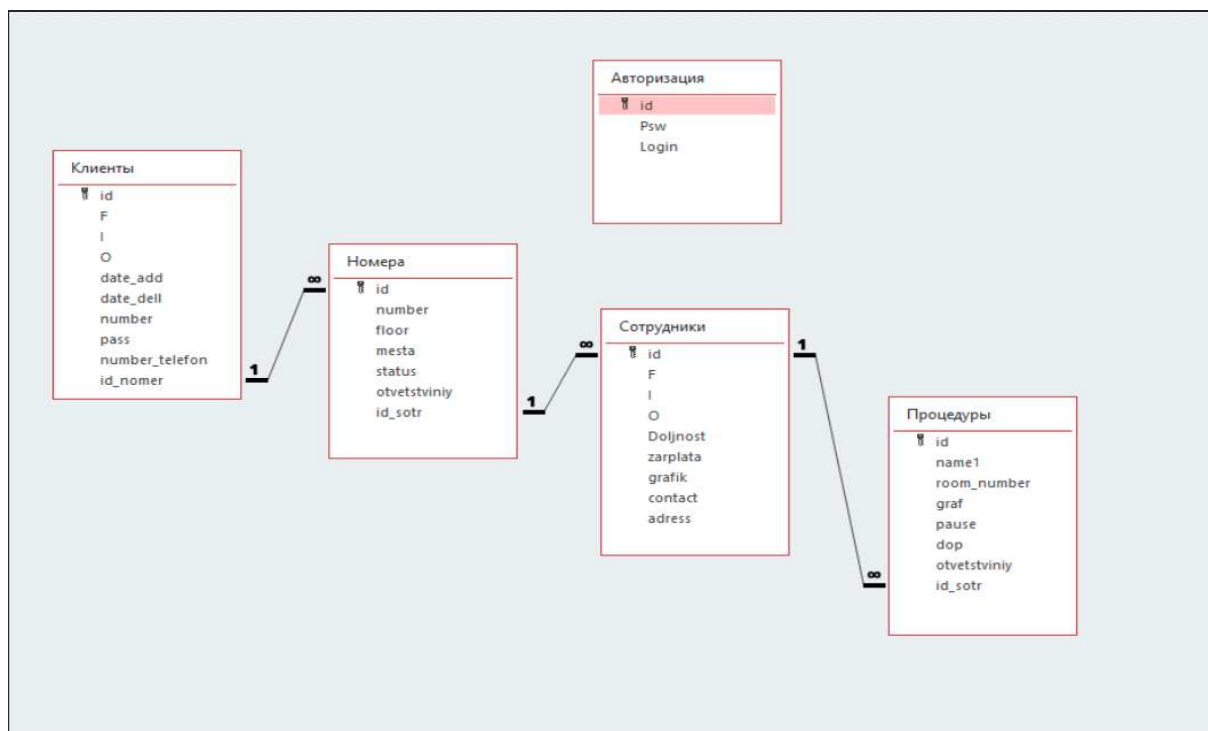 Авторизация
id
Psw
Login
Клиенты
id
F
I
O
date_add
date_dell
number
pass
number_telefon
id_nomer
1
∞
Номера
id
number
floor
mesta
status
otvetstviniy
id_sotr
1
∞
Сотрудники
id
F
I
O
Doljnost
zarplata
grafik
contact
adress
1
∞
Процедуры
id
name1
room_number
graf
pause
dop
otvetstviniy
id_sotr